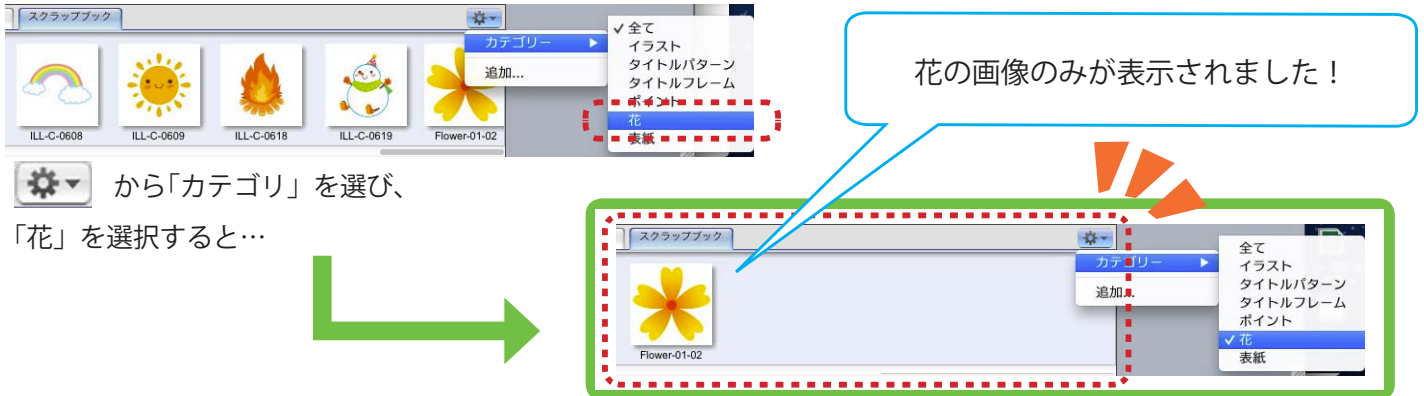 スクラップブック
ILL-C-0608
ILL-C-0609
ILL-C-0618
ILL-C-0619
Flower-01-02
カテゴリー
追加...
全て
イラスト
タイトルパターン
タイトルフレーム
ポイント
花
表紙
から「カテゴリ」を選び、
「花」を選択すると…
花の画像のみが表示されました！
スクラップブック
Flower-01-02
カテゴリー
追加...
全て
イラスト
タイトルパターン
タイトルフレーム
ポイント
花
表紙